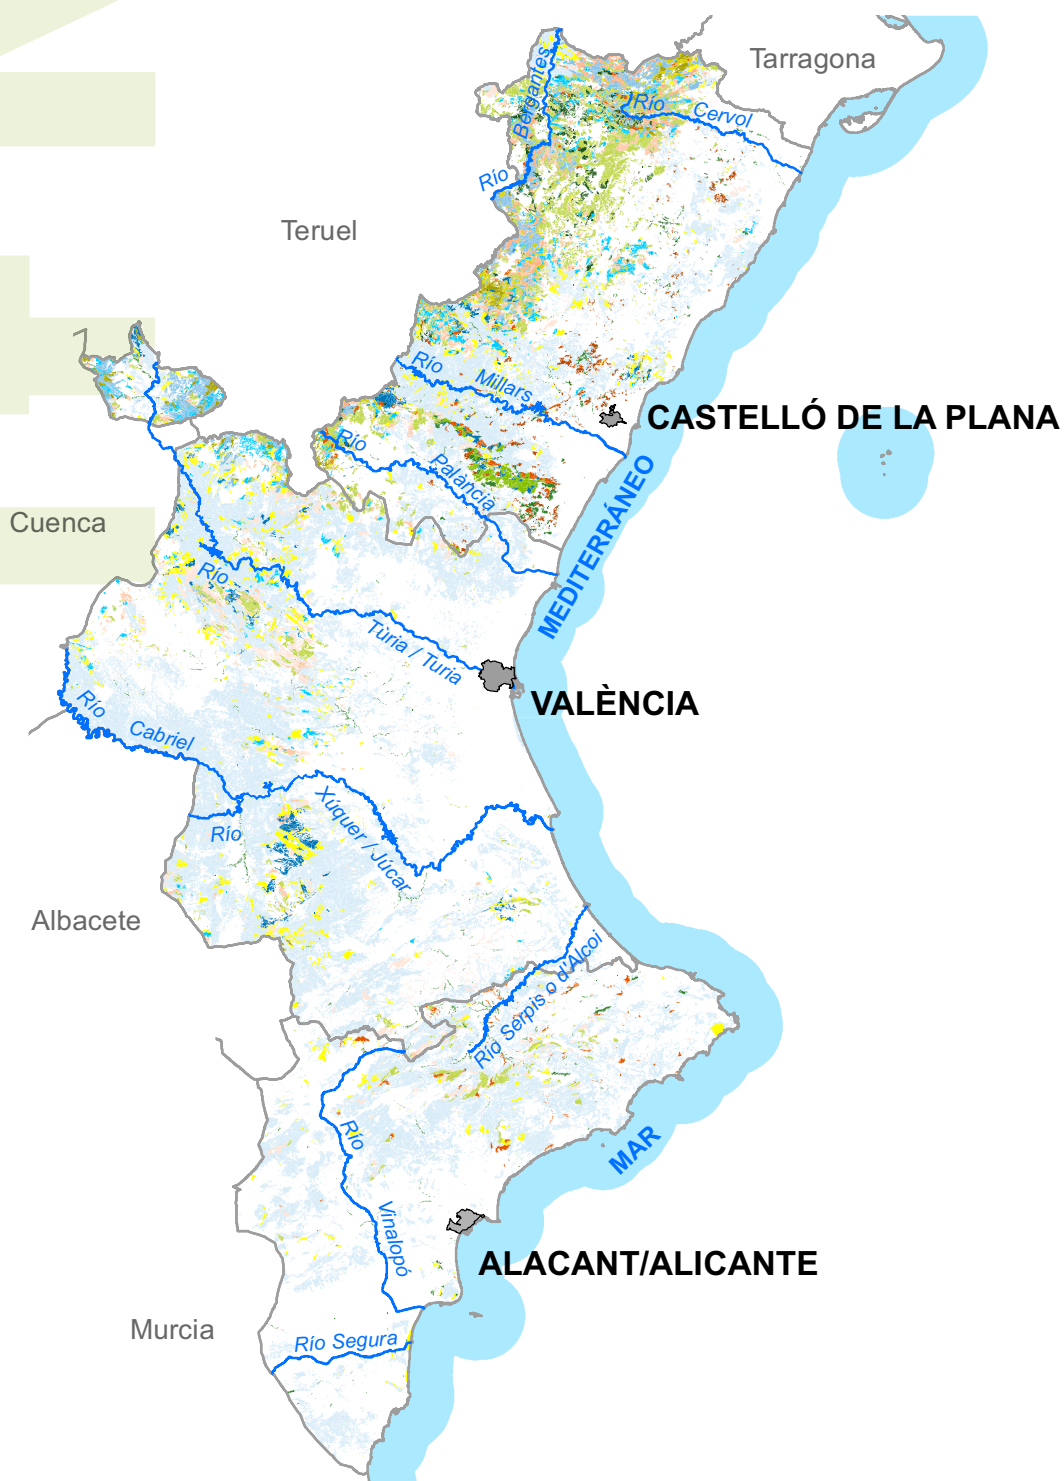 Tarragona
Río Bergantes
Río Cervol
Teruel
Río Millars
CASTELLÓ DE LA PLANA
Río Palància
MEDITERRÁNEO
Cuenca
Río Túria / Turia
VALÈNCIA
Río Cabriel
Río Xúquer / Júcar
Albacete
Río Serpis o d'Alcoi
Río Vinalopó
MAR
ALACANT/ALICANTE
Murcia
Río Segura